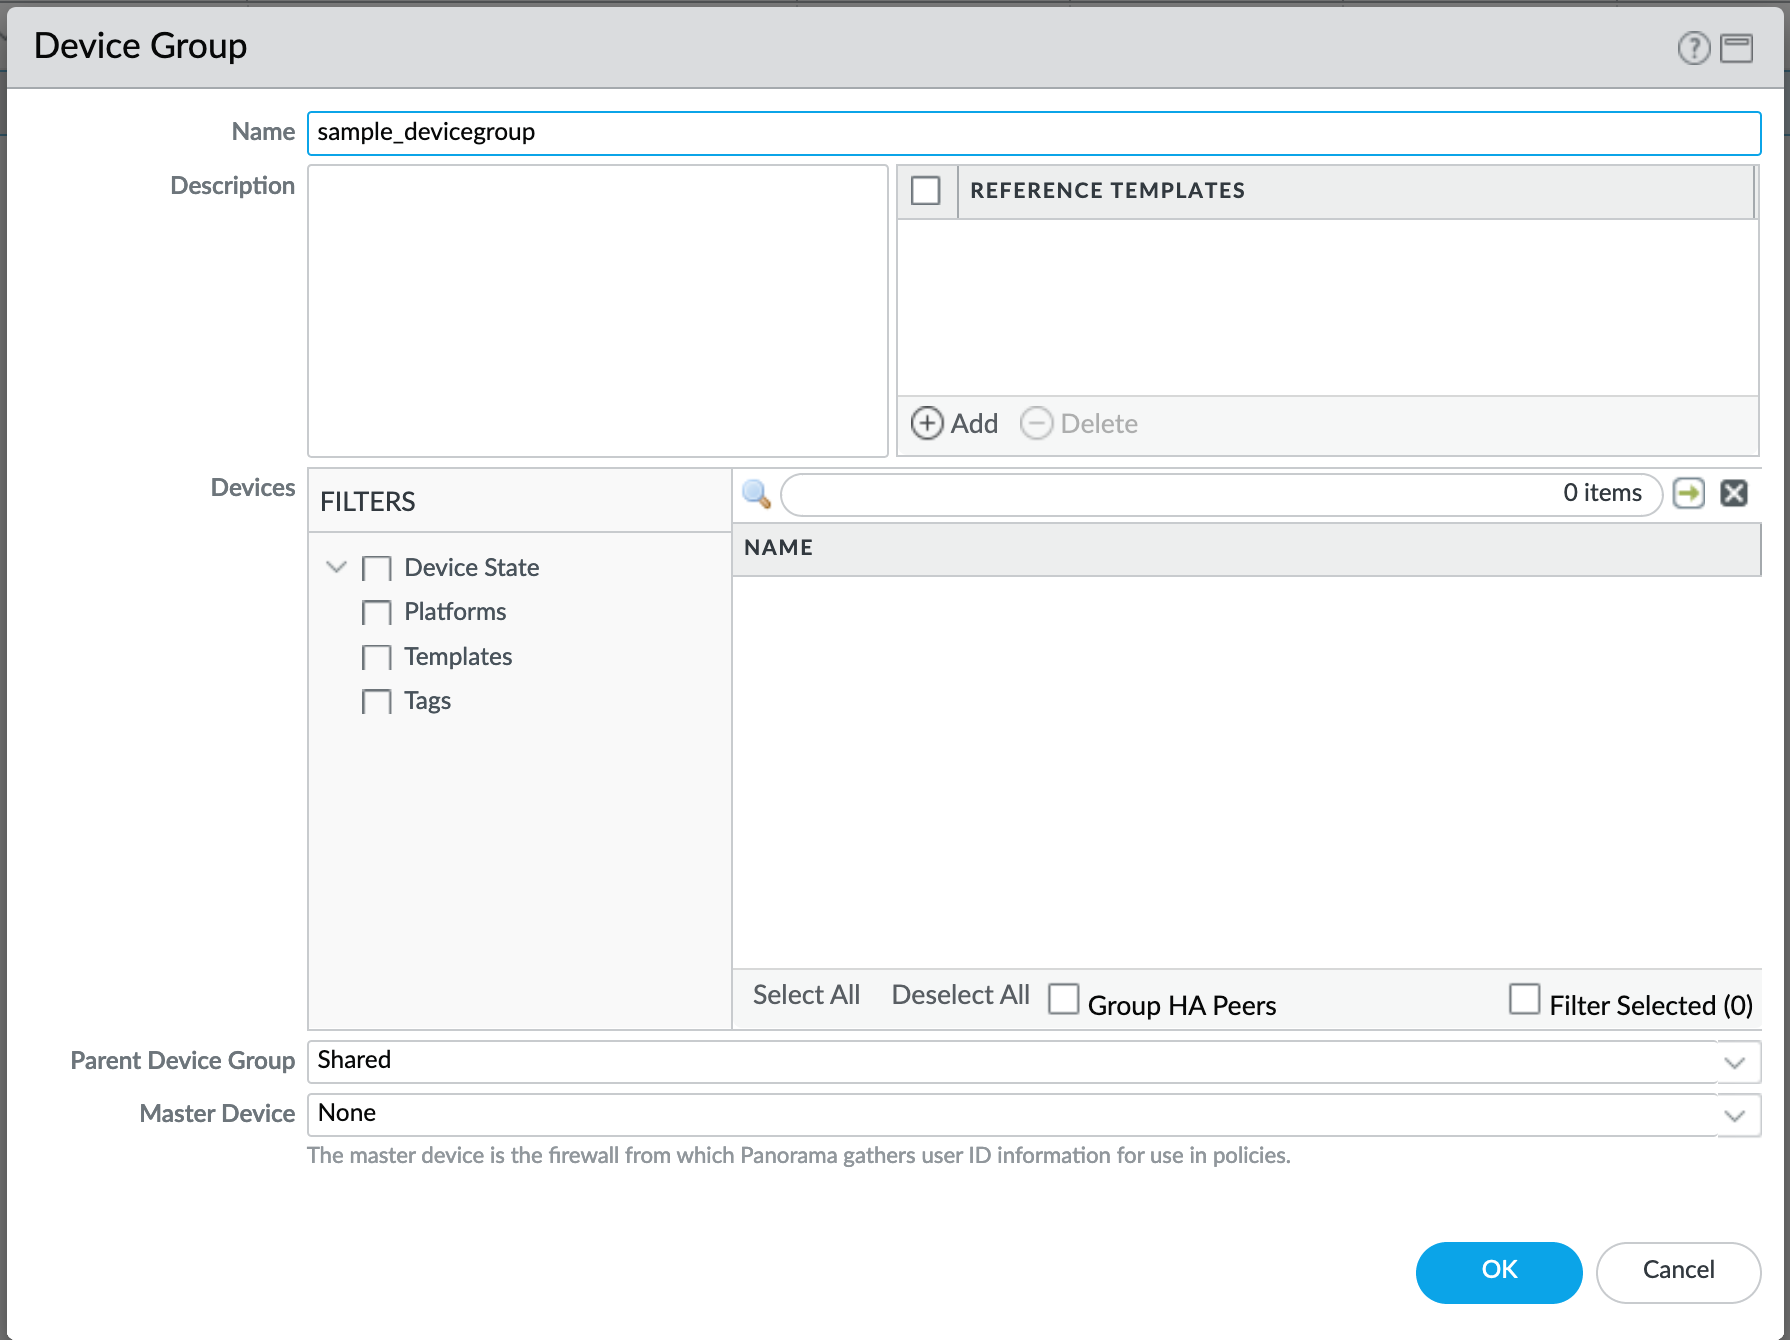 Device Group
Name
sample_devicegroup
Description
REFERENCE TEMPLATES
Add
Delete
Devices
FILTERS
0 items
NAME
Device State
Platforms
Templates
Tags
Select All
Deselect All
Group HA Peers
Filter Selected (0)
Parent Device Group
Shared
Master Device
None
The master device is the firewall from which Panorama gathers user ID information for use in policies.
OK
Cancel